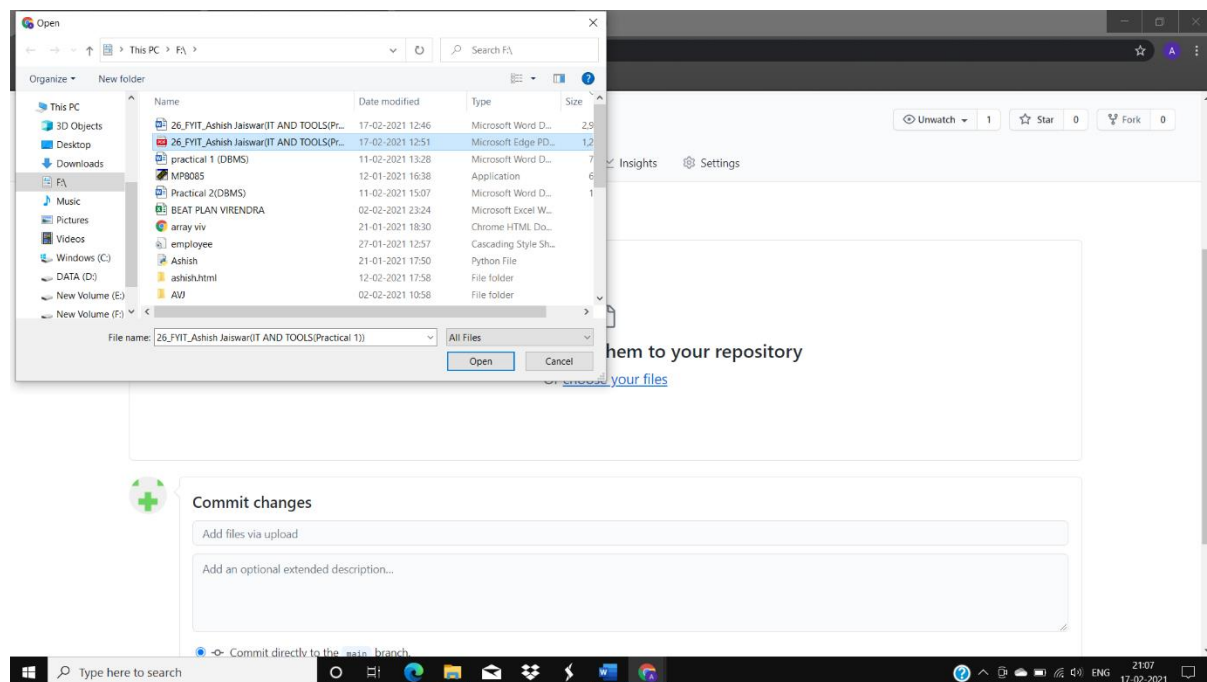 Open
This PC > F:\ >
Search F:\
Organize
New folder
Name Date modified Type Size
26_FYIT_Ashish Jaiswar(IT AND TOOLS(Pr... 17-02-2021 12:46 Microsoft Word D... 2,9
26_FYIT_Ashish Jaiswar(IT AND TOOLS(Pr... 17-02-2021 12:51 Microsoft Edge PD... 1,2
practical 1 (DBMS) 11-02-2021 13:28 Microsoft Word D... 7
MP8085 12-01-2021 16:38 Application 6
Practical 2(DBMS) 11-02-2021 15:07 Microsoft Word D... 1
BEAT PLAN VIRENDRA 02-02-2021 23:24 Microsoft Excel W...
array viv 21-01-2021 18:30 Chrome HTML Do...
employee 27-01-2021 12:57 Cascading Style Sh...
Ashish 21-01-2021 17:50 Python File
ashish.html 12-02-2021 17:58 File folder
AVJ 02-02-2021 10:58 File folder
This PC
3D Objects
Desktop
Downloads
F:\
Music
Pictures
Videos
Windows (C:)
DATA (D:)
New Volume (E:)
New Volume (F:)
File name: 26_FYIT_Ashish Jaiswar(IT AND TOOLS(Practical 1)) All Files
Open Cancel
A
Unwatch 1 Star 0 Fork 0
Insights Settings
hem to your repository
Or choose your files
Commit changes
Add files via upload
Add an optional extended description...
Commit directly to the main branch.
Type here to search
ENG
21:07
17-02-2021